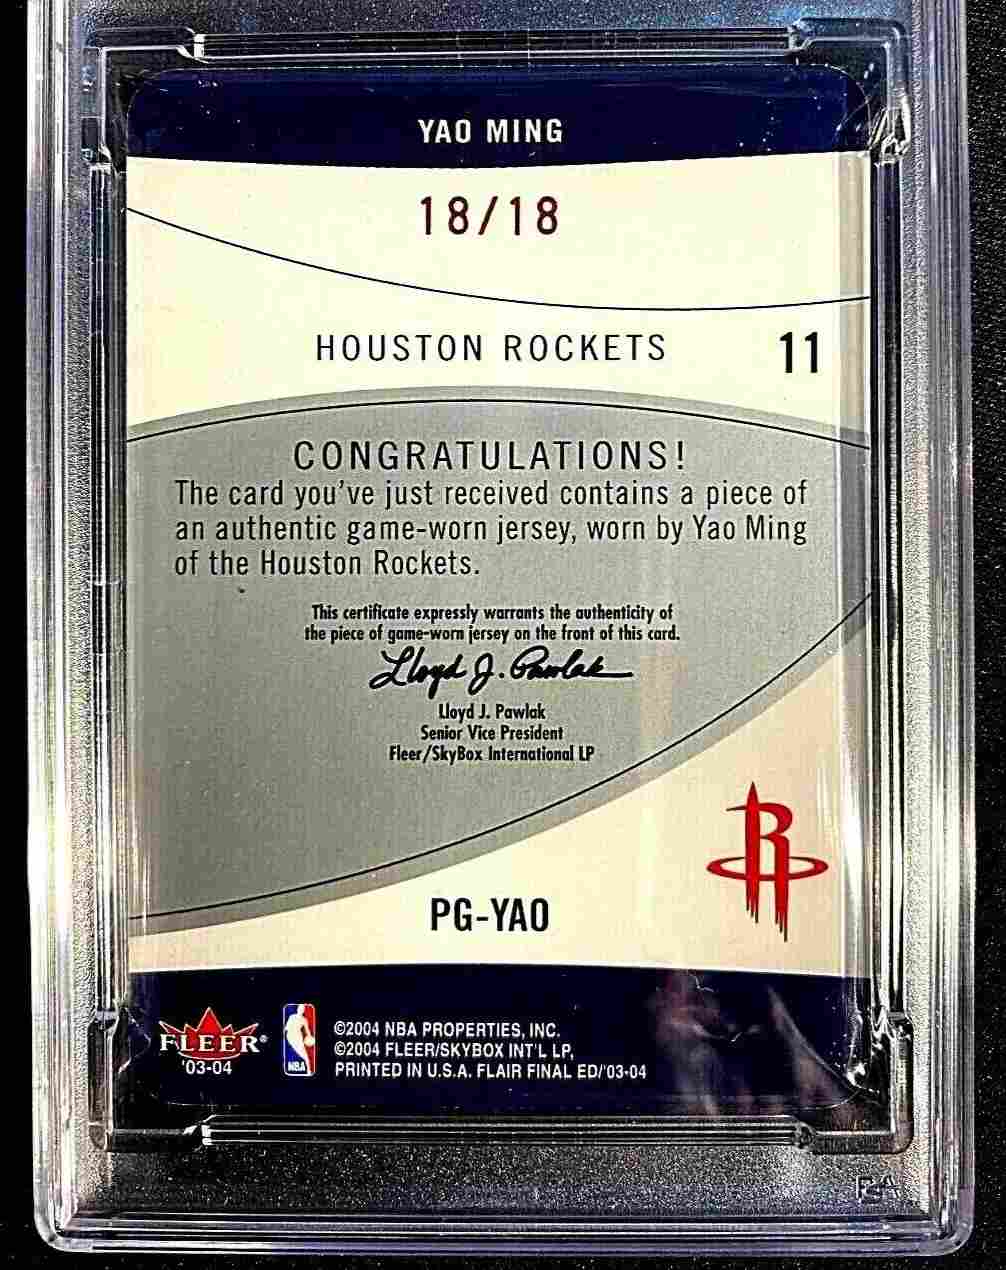 YAO MING
18/18
HOUSTON ROCKETS 11
CONGRATULATIONS!
The card you've just received contains a piece of
an authentic game-worn jersey, worn by Yao Ming
of the Houston Rockets.
This certificate expressly warrants the authenticity of
the piece of game-worn jersey on the front of this card.
Lloyd J. Pawlak
Lloyd J. Pawlak
Senior Vice President
Fleer/SkyBox International LP
R
PG-YAO
FLEER®
'03-04
NBA
©2004 NBA PROPERTIES, INC.
©2004 FLEER/SKYBOX INT'L LP,
PRINTED IN U.S.A. FLAIR FINAL ED/'03-04
PSA